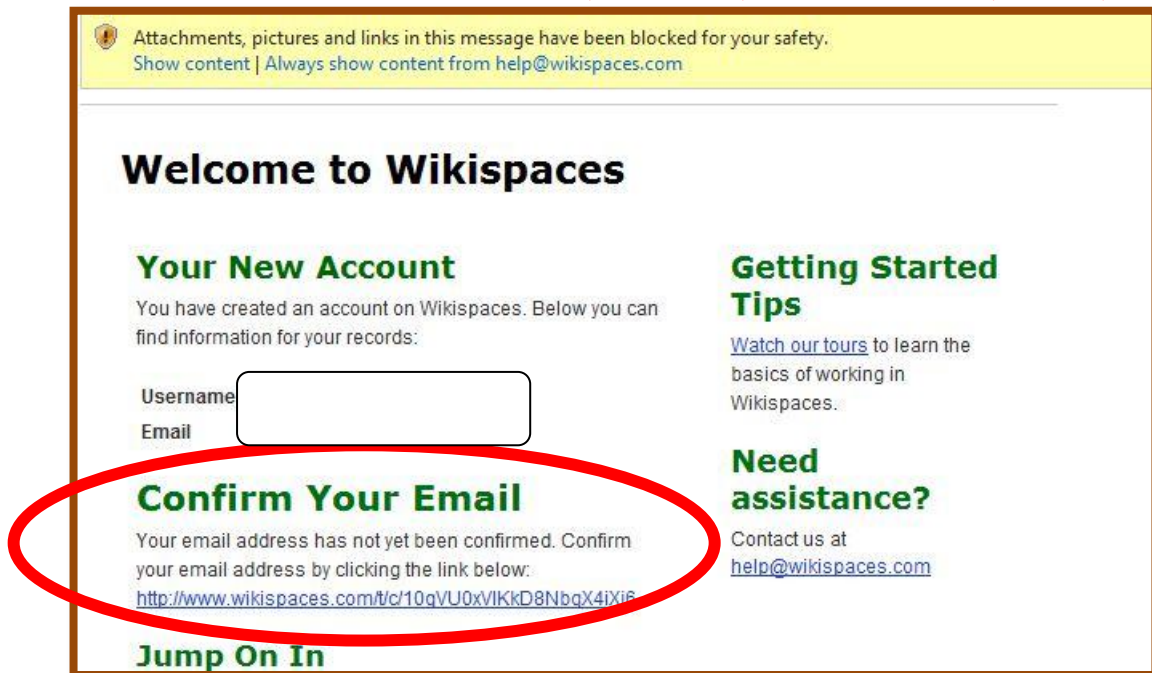 Attachments, pictures and links in this message have been blocked for your safety.
Show content | Always show content from help@wikispaces.com
Welcome to Wikispaces
Your New Account
You have created an account on Wikispaces. Below you can
find information for your records:
Username
Email
Confirm Your Email
Your email address has not yet been confirmed. Confirm
your email address by clicking the link below:
http://www.wikispaces.com/t/c/10qVU0xVIKkD8NbqX4iXj6
Jump On In
Getting Started
Tips
Watch our tours to learn the
basics of working in
Wikispaces.
Need
assistance?
Contact us at
help@wikispaces.com